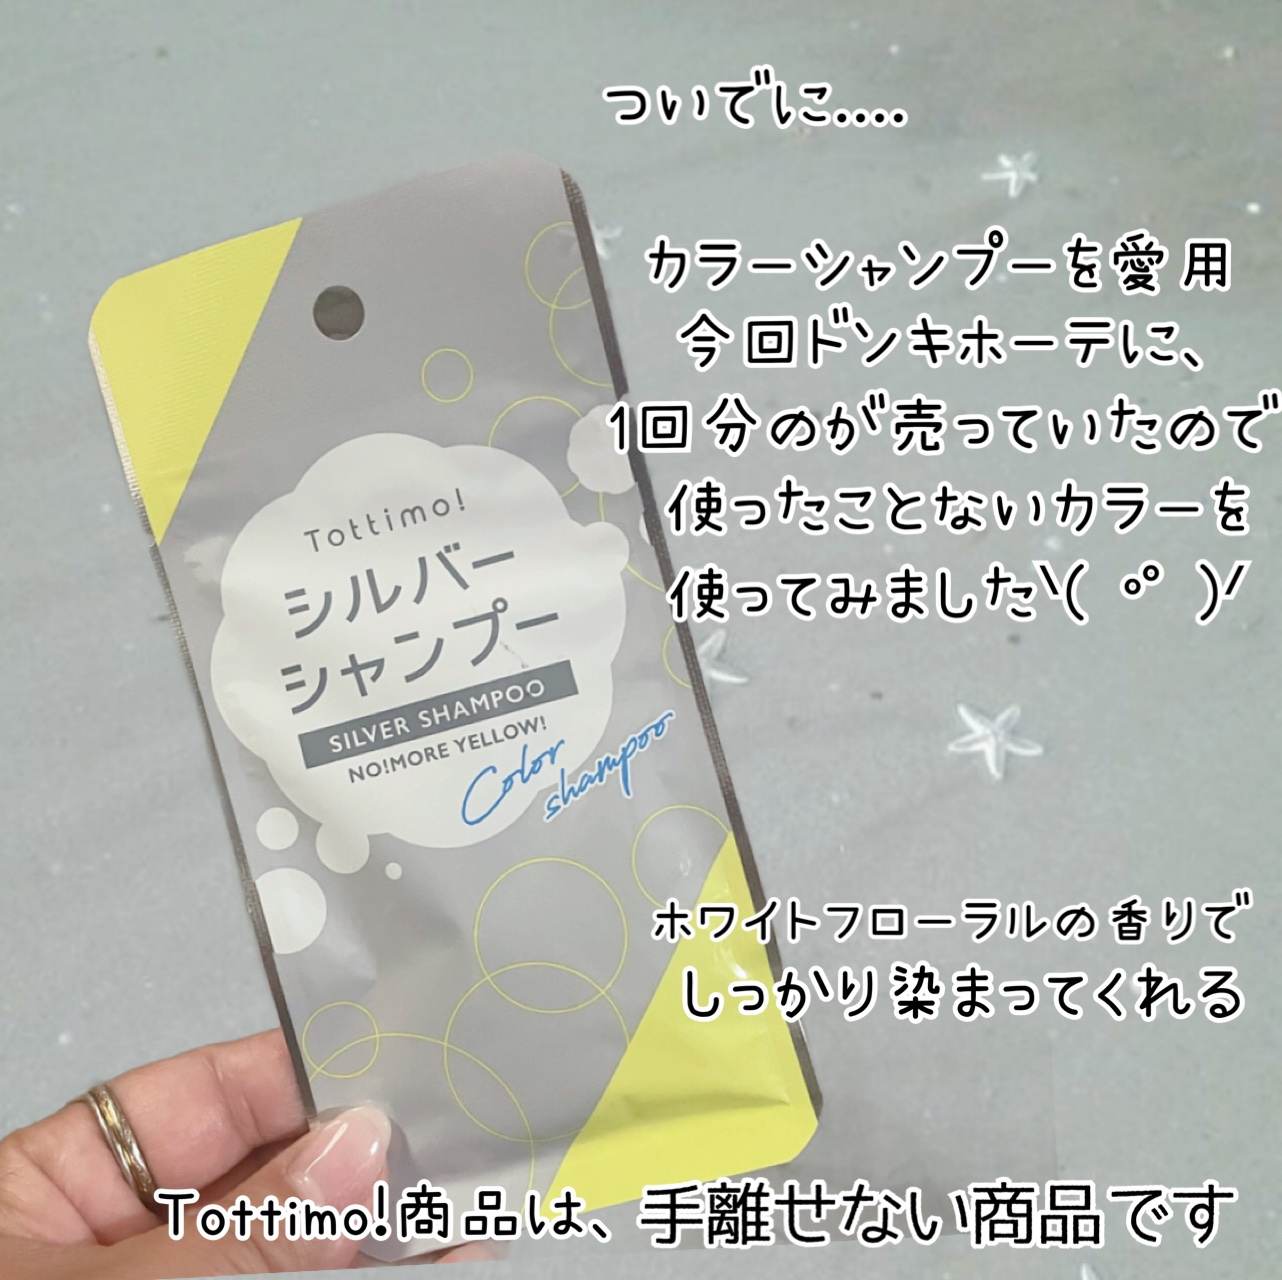 ついでに....
カラーシャンプーを愛用
今回ドンキホーテに、
1回分のが売っていたので
使ったことないカラーを
使ってみました\( °° )/
Tottimo!
シルバー
シャンプー
SILVER SHAMPOO
NO!MORE YELLOW!
Color
shampoo
ホワイトフローラルの香りで
しっかり染まってくれる
Tottimo!商品は、手離せない商品です